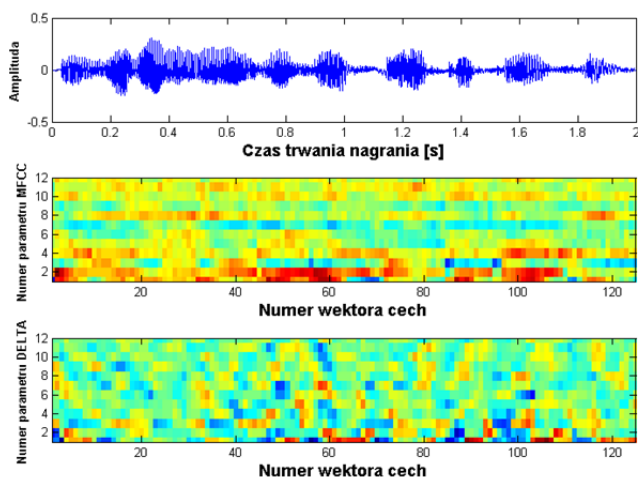 0.5
0
-0.5
Amplituda
0 0.2 0.4 0.6 0.8 1 1.2 1.4 1.6 1.8 2
Czas trwania nagrania [s]
12
10
8
6
4
2
Numer parametru MFCC
20 40 60 80 100 120
Numer wektora cech
12
10
8
6
4
2
Numer parametru DELTA
20 40 60 80 100 120
Numer wektora cech